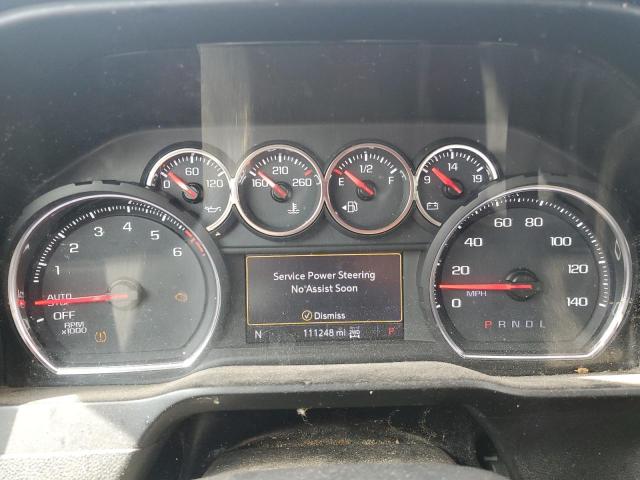 0 60 120
160 210 260
E 1/2 F
9 14 19
1 2 3 4 5 6
AUTO
STOP
OFF
RPM
x1000
Service Power Steering
No Assist Soon
Dismiss
N 111248 mi 2WD P
0 20 40 60 80 100 120 140
MPH
P R N D L